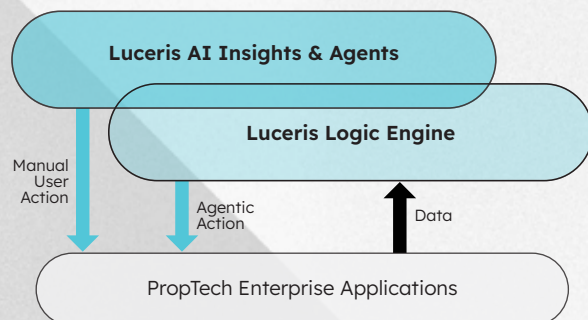 Luceris AI Insights & Agents
Luceris Logic Engine
Manual
User
Action
Agentic
Action
Data
PropTech Enterprise Applications